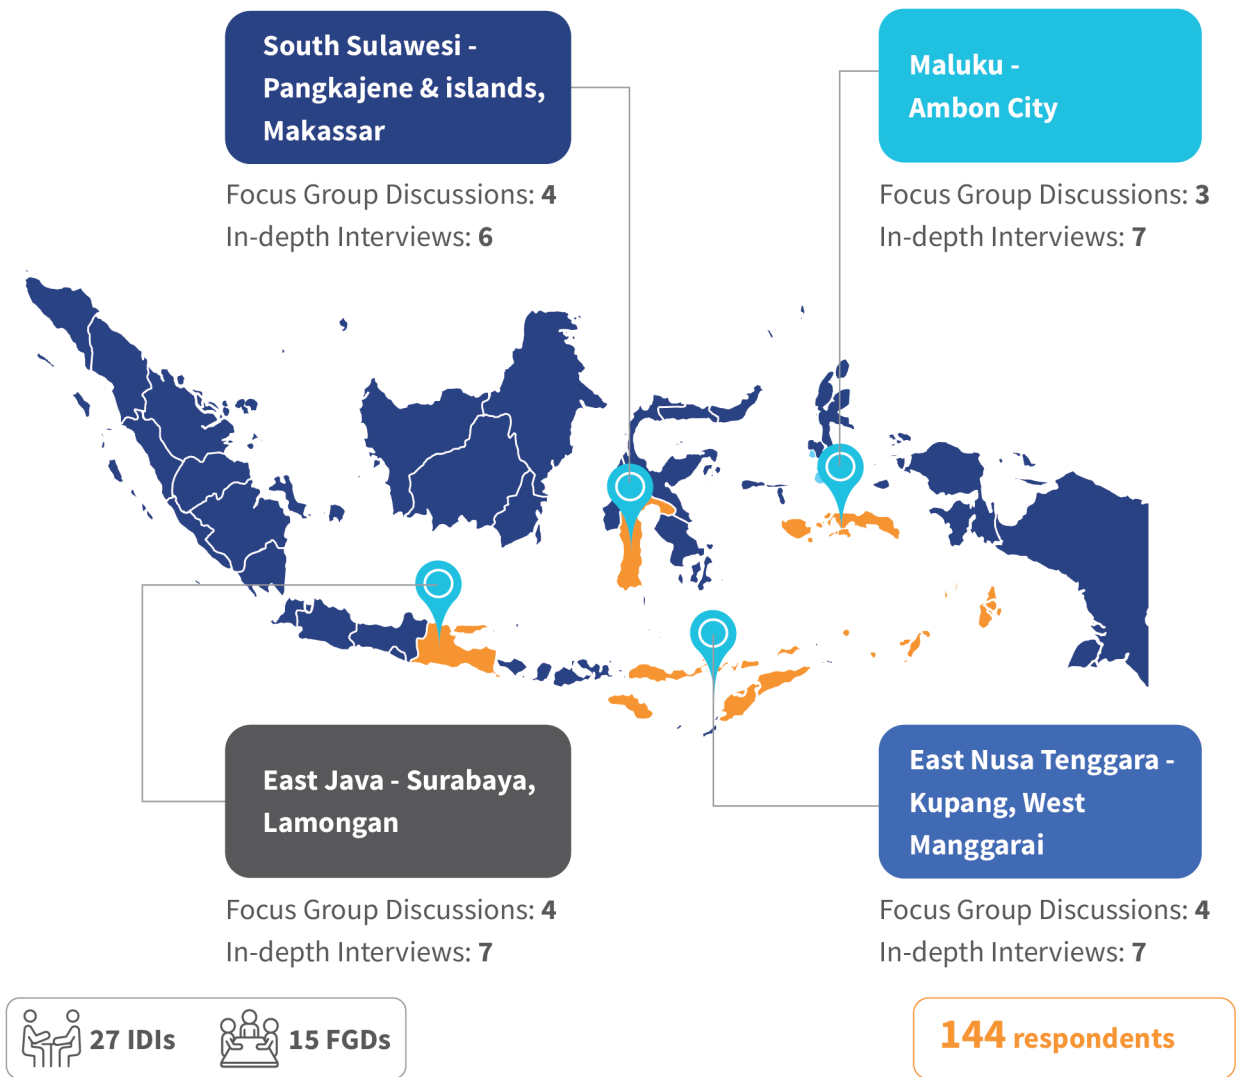 South Sulawesi -
Pangkajene & islands,
Makassar
Focus Group Discussions: 4
In-depth Interviews: 6
Maluku -
Ambon City
Focus Group Discussions: 3
In-depth Interviews: 7
East Java - Surabaya,
Lamongan
Focus Group Discussions: 4
In-depth Interviews: 7
East Nusa Tenggara -
Kupang, West
Manggarai
Focus Group Discussions: 4
In-depth Interviews: 7
27 IDIs
15 FGDs
144 respondents